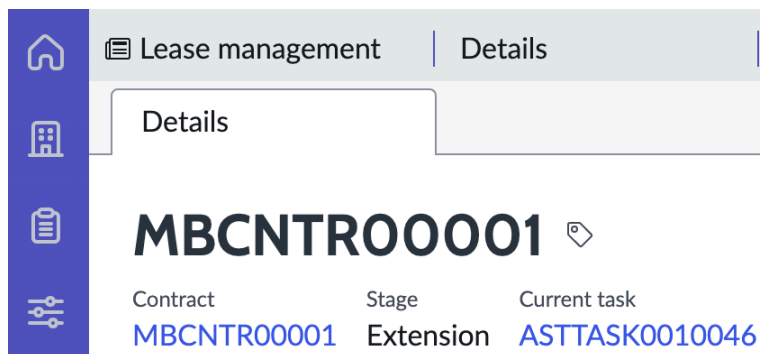 Lease management Details
Details
MBCNTR00001
Contract Stage Current task
MBCNTR00001 Extension ASTTASK0010046